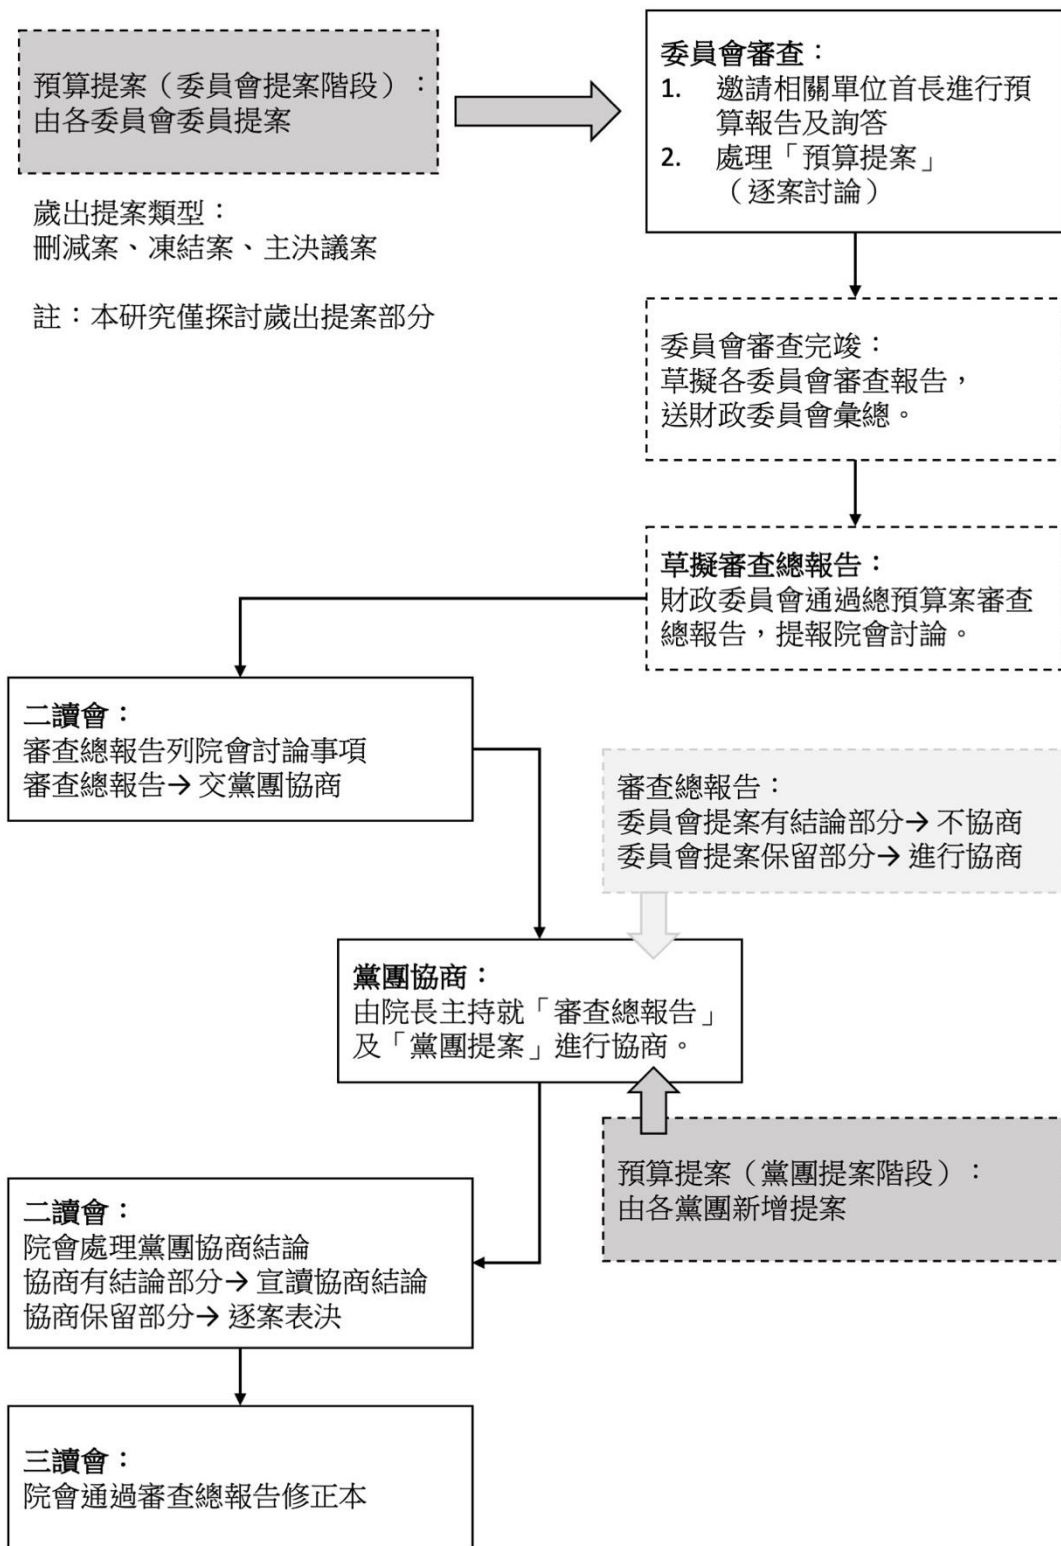 預算提案（委員會提案階段）：
由各委員會委員提案
歲出提案類型：
刪減案、凍結案、主決議案
註：本研究僅探討歲出提案部分
委員會審查：
1. 邀請相關單位首長進行預
算報告及詢答
2. 處理「預算提案」
（逐案討論）
委員會審查完竣：
草擬各委員會審查報告，
送財政委員會彙總。
草擬審查總報告：
財政委員會通過總預算案審查
總報告，提報院會討論。
二讀會：
審查總報告列院會討論事項
審查總報告→ 交黨團協商
審查總報告：
委員會提案有結論部分→ 不協商
委員會提案保留部分→ 進行協商
黨團協商：
由院長主持就「審查總報告」
及「黨團提案」進行協商。
預算提案（黨團提案階段）：
由各黨團新增提案
二讀會：
院會處理黨團協商結論
協商有結論部分→ 宣讀協商結論
協商保留部分→ 逐案表決
三讀會：
院會通過審查總報告修正本